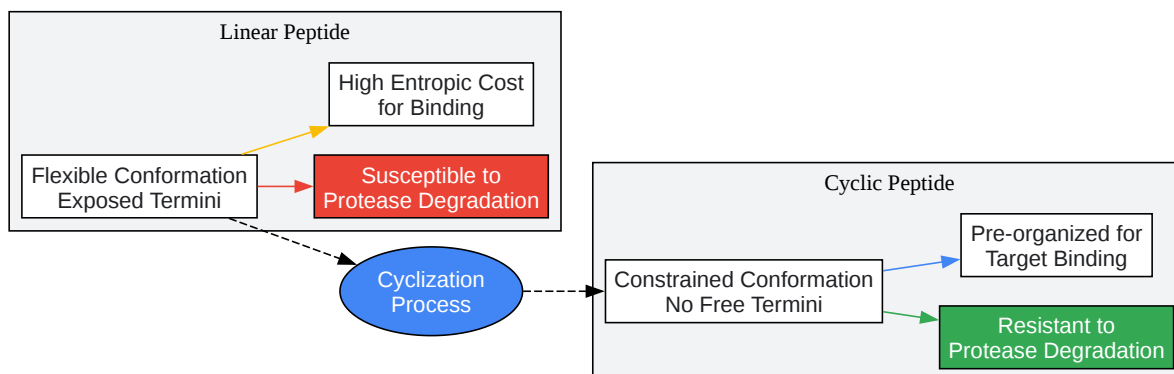 Linear Peptide
High Entropic Cost
for Binding
Flexible Conformation
Exposed Termini
Susceptible to
Protease Degradation
Cyclization
Process
Cyclic Peptide
Constrained Conformation
No Free Termini
Pre-organized for
Target Binding
Resistant to
Protease Degradation